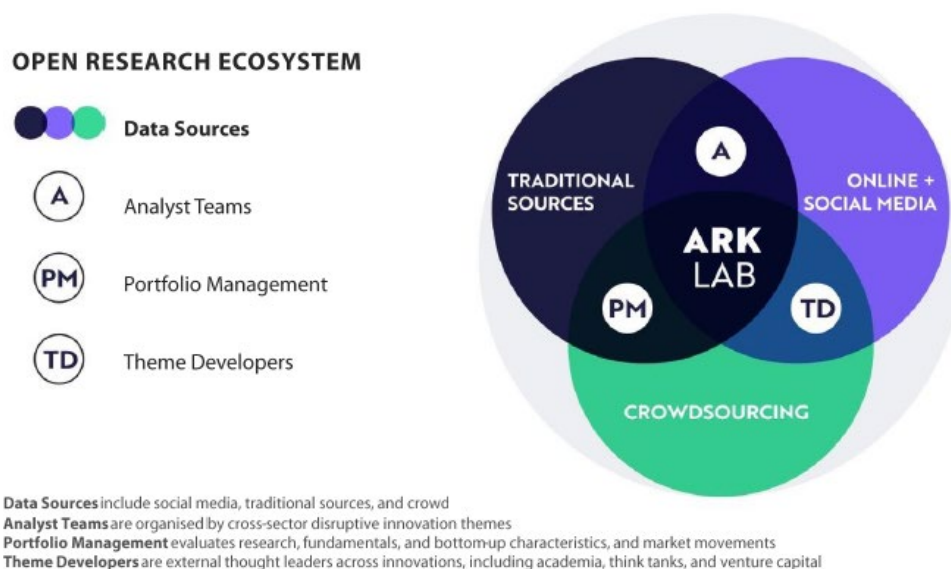 OPEN RESEARCH ECOSYSTEM
Data Sources
A
Analyst Teams
PM
Portfolio Management
TD
Theme Developers
A
TRADITIONAL
SOURCES
ONLINE +
SOCIAL MEDIA
ARK
LAB
PM
TD
CROWDSOURCING
Data Sources include social media, traditional sources, and crowd
Analyst Teams are organised by cross-sector disruptive innovation themes
Portfolio Management evaluates research, fundamentals, and bottom-up characteristics, and market movements
Theme Developers are external thought leaders across innovations, including academia, think tanks, and venture capital